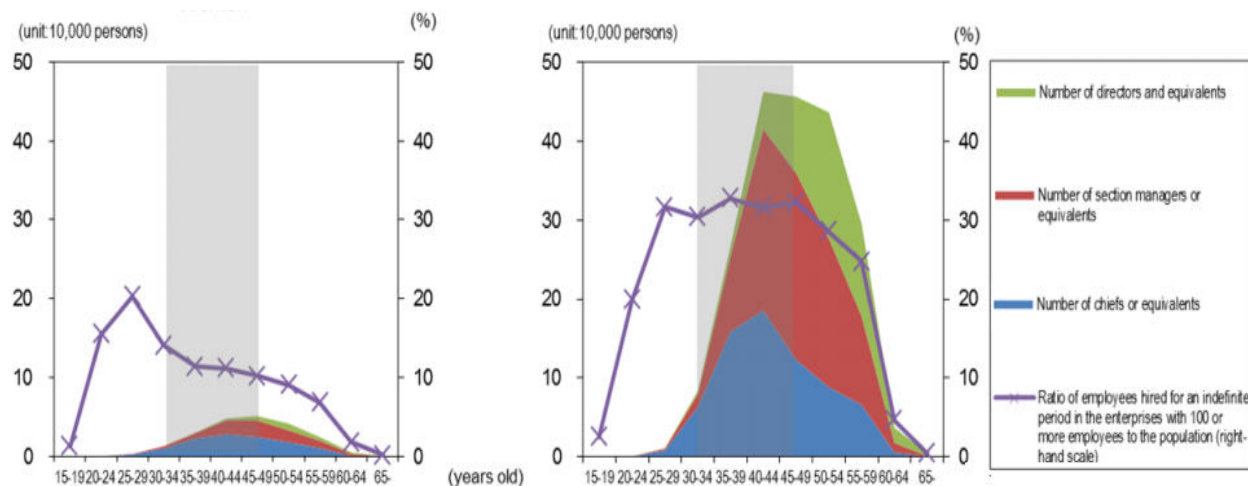 (unit:10,000 persons)
(%)
50
50
40
40
30
30
20
20
10
10
0
0
15-19 20-24 25-29 30-34 35-39 40-44 45-49 50-54 55-59 60-64 65-
(years old)
(unit:10,000 persons)
(%)
50
50
40
40
30
30
20
20
10
10
0
0
15-19 20-24 25-29 30-34 35-39 40-44 45-49 50-54 55-59 60-64 65-
Number of directors and equivalents
Number of section managers or
equivalents
Number of chiefs or equivalents
Ratio of employees hired for an indefinite
period in the enterprises with 100 or
more employees to the population (right-
hand scale)